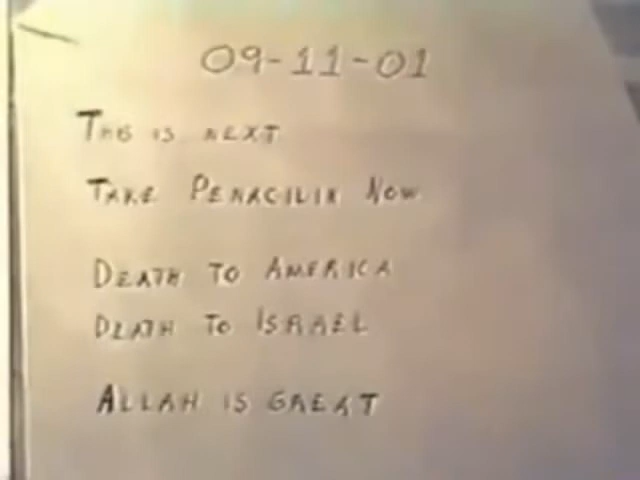 09-11-01
THIS IS NEXT
TAKE PENACILIN NOW
DEATH TO AMERICA
DEATH TO ISRAEL
ALLAH IS GREAT